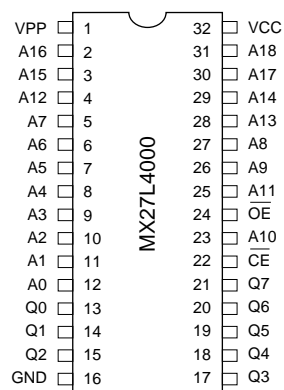 VPP 1 32 VCC
A16 2 31 A18
A15 3 30 A17
A12 4 29 A14
A7 5 28 A13
A6 6 27 A8
A5 7 26 A9
A4 8 25 A11
A3 9 24 O̅E̅
A2 10 23 A10
A1 11 22 C̅E̅
A0 12 21 Q7
Q0 13 20 Q6
Q1 14 19 Q5
Q2 15 18 Q4
GND 16 17 Q3
MX27L4000